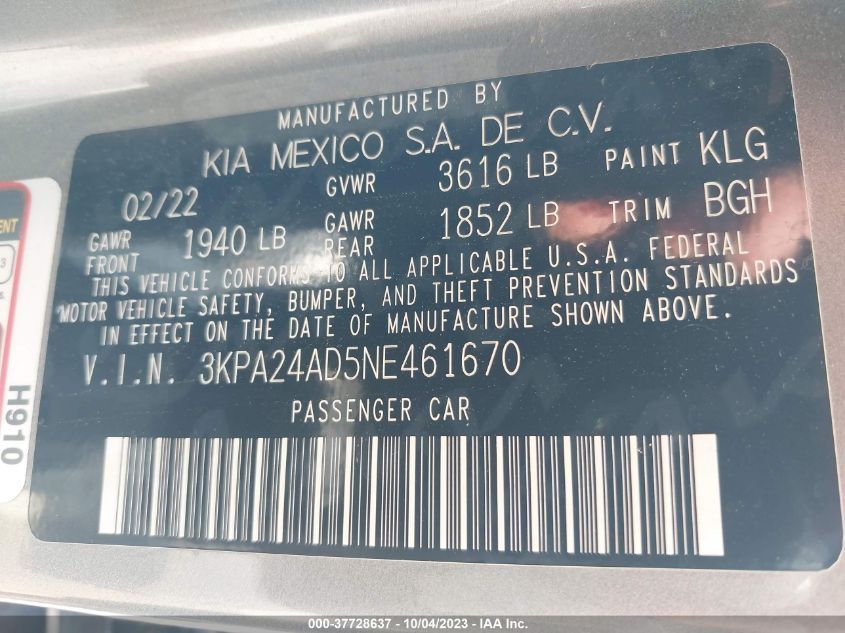 MANUFACTURED BY
KIA MEXICO S.A. DE C.V.
02/22 GVWR 3616 LB PAINT KLG
GAWR FRONT 1940 LB GAWR REAR 1852 LB TRIM BGH
THIS VEHICLE CONFORMS TO ALL APPLICABLE U.S.A. FEDERAL
MOTOR VEHICLE SAFETY, BUMPER, AND THEFT PREVENTION STANDARDS
IN EFFECT ON THE DATE OF MANUFACTURE SHOWN ABOVE.
V.I.N. 3KPA24AD5NE461670
PASSENGER CAR
H910
000-37728637 - 10/04/2023 - IAA Inc.